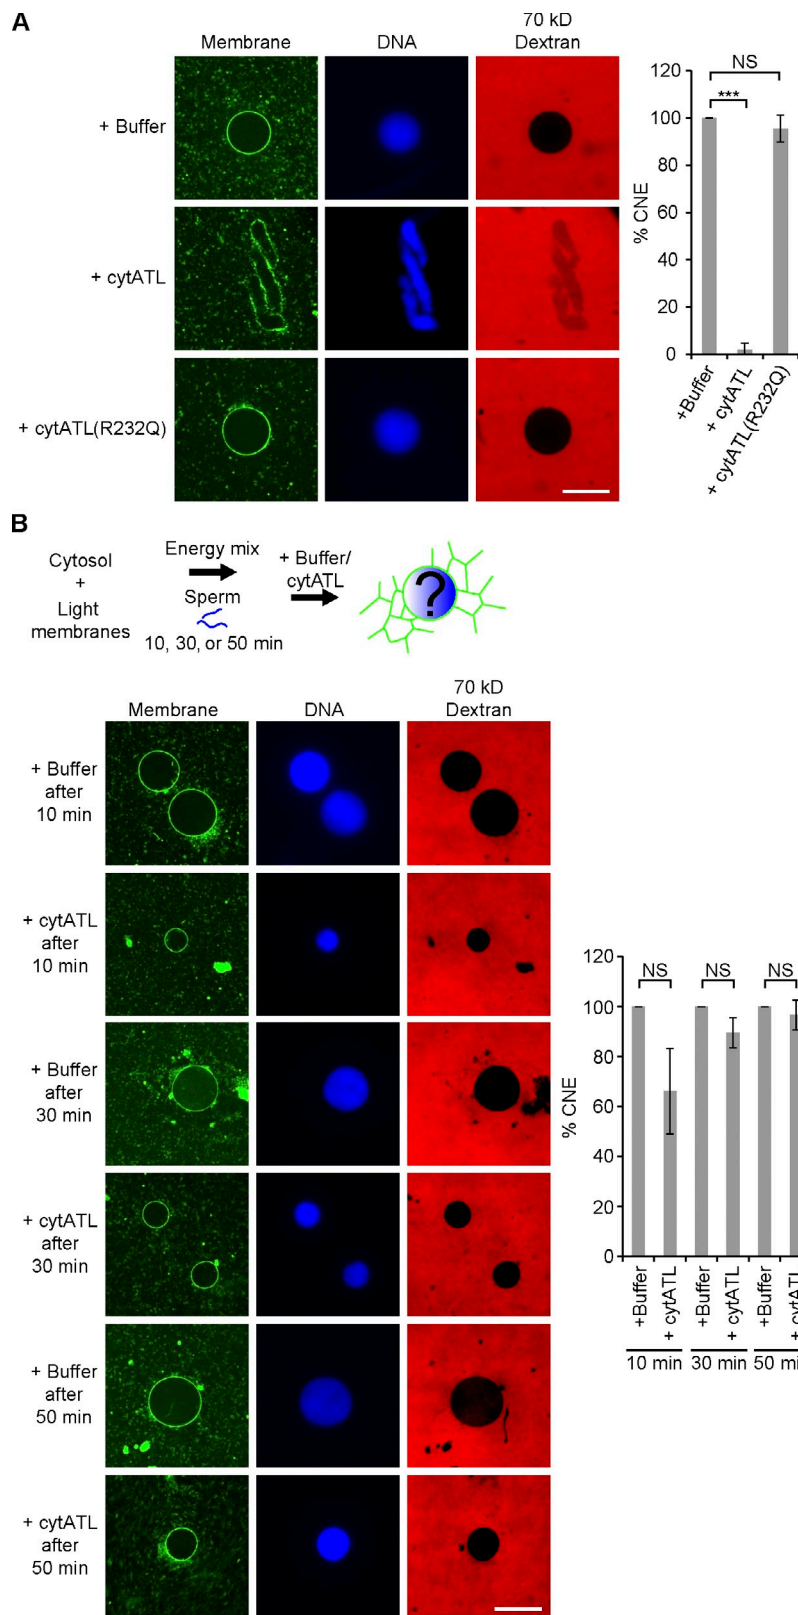 A
Membrane
DNA
70 kD
Dextran
+ Buffer
+ cytATL
+ cytATL(R232Q)
NS
***
120
100
80
60
40
20
0
% CNE
+Buffer
+ cytATL
+ cytATL(R232Q)
B
Cytosol
+
Light
membranes
Energy mix
Sperm
10, 30, or 50 min
+ Buffer/
cytATL
?
Membrane
DNA
70 kD
Dextran
+ Buffer
after
10 min
+ cytATL
after
10 min
+ Buffer
after
30 min
+ cytATL
after
30 min
+ Buffer
after
50 min
+ cytATL
after
50 min
NS
NS
NS
120
100
80
60
40
20
0
% CNE
+Buffer
+ cytATL
+Buffer
+ cytATL
+Buffer
+ cytATL
10 min
30 min
50 mi